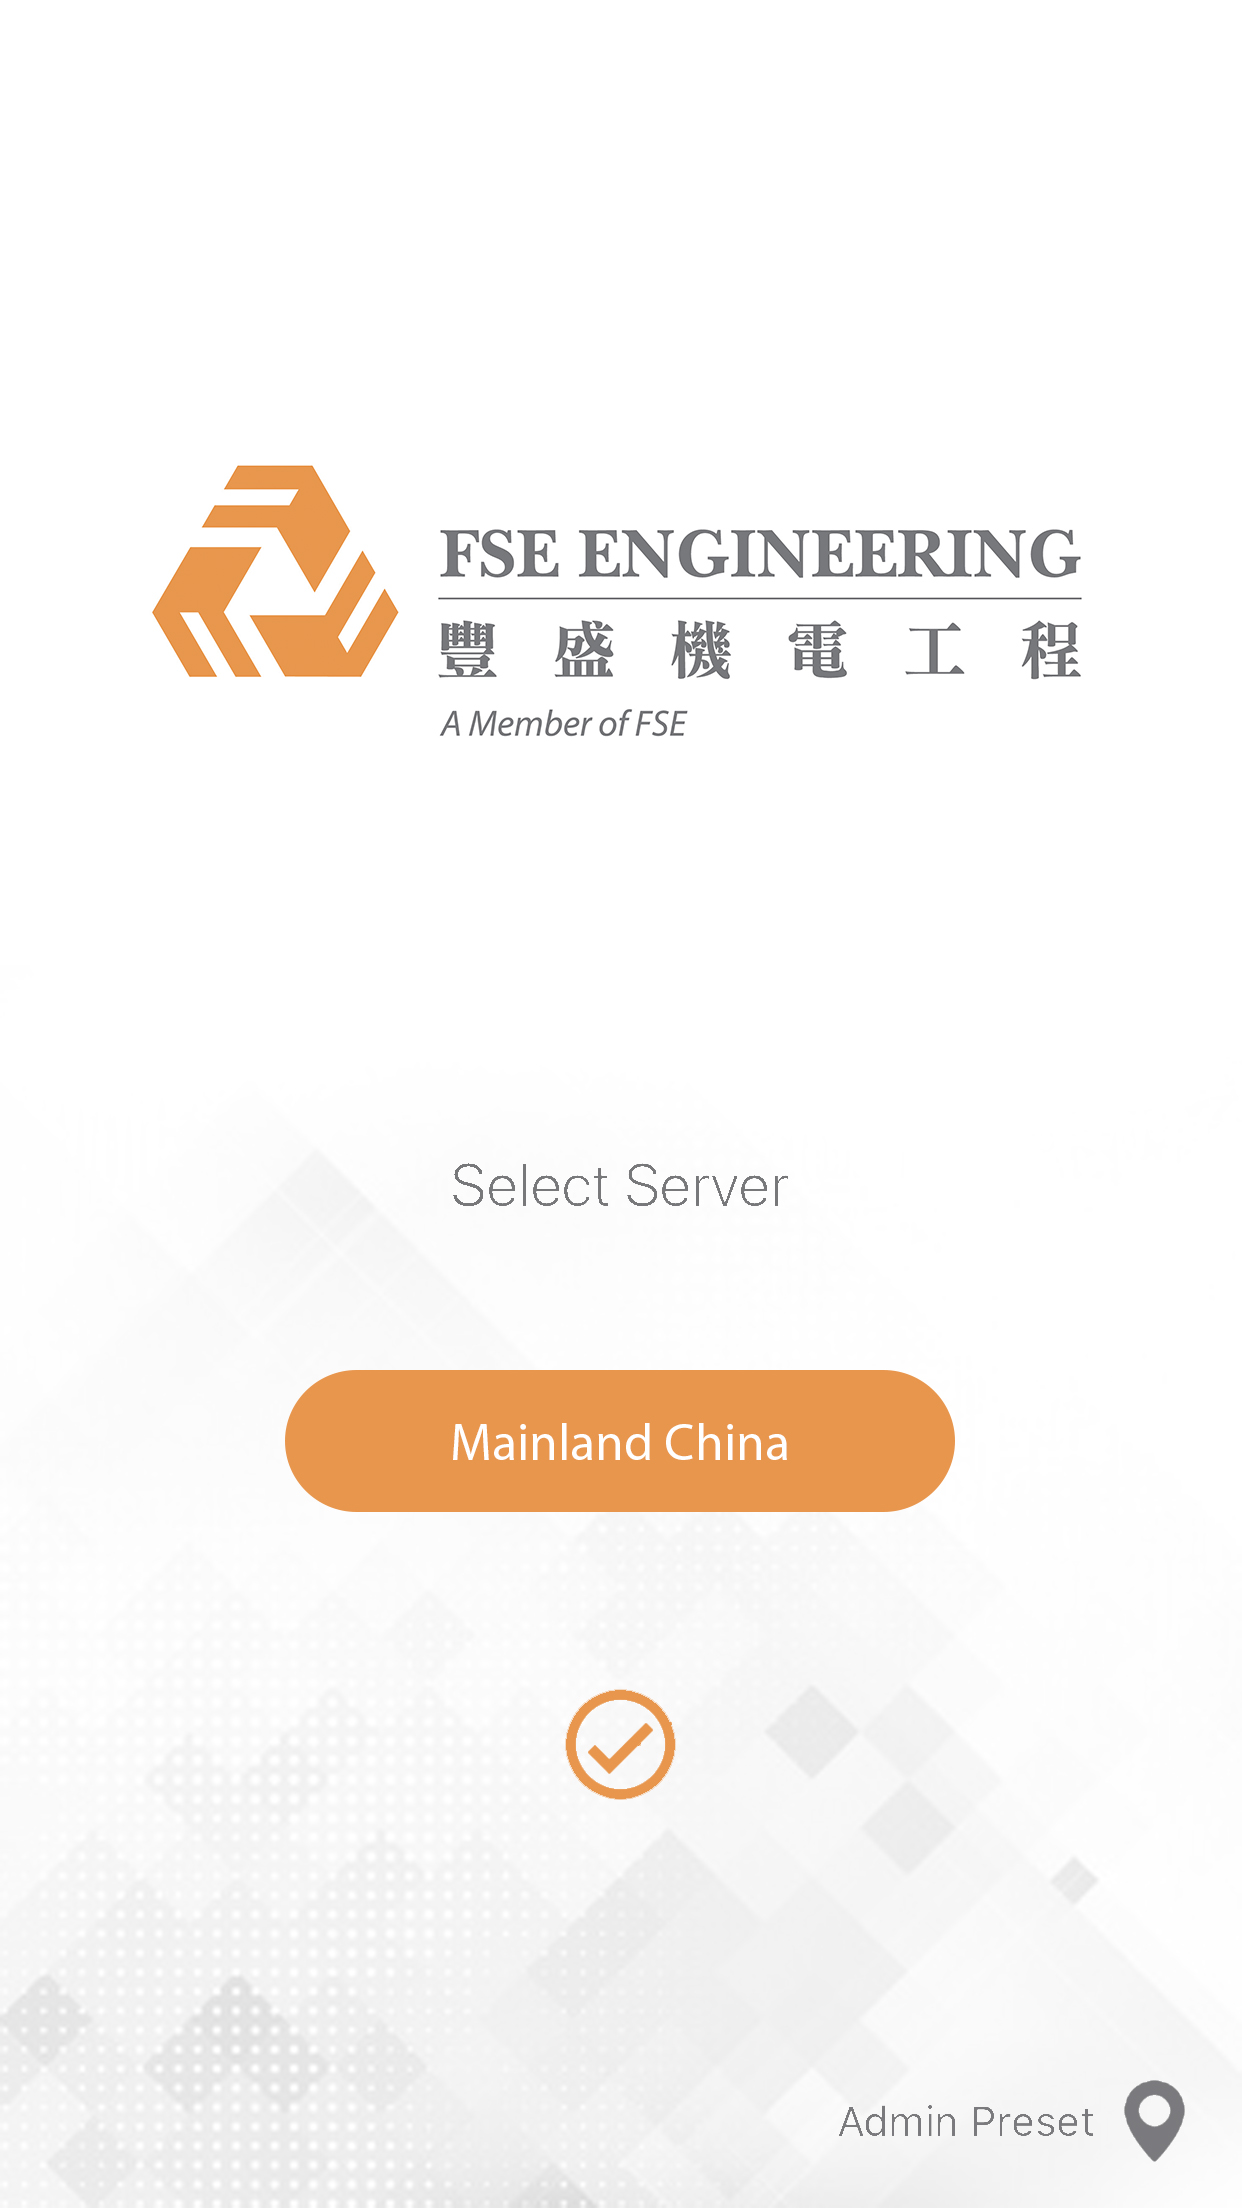 FSE ENGINEERING
豐盛機電工程
A Member of FSE
Select Server
Mainland China
Admin Preset